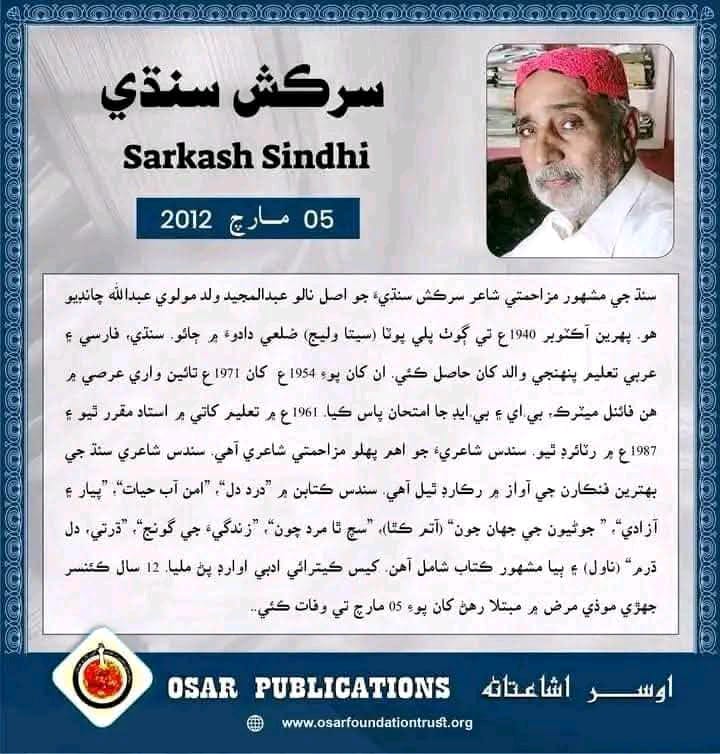 سرڪش سنڌي
Sarkash Sindhi
05 مارچ 2012
سنڌ جي مشهور مزاحمتي شاعر سرڪش سنڌيءَ جو اصل نالو عبدالمجيد ولد مولوي عبدالله چانڊيو
هو. پهرين آڪٽوبر 1940ع تي ڳوٺ پلي پوٽا (سيتا وليج) ضلعي دادوءَ ۾ ڄائو. سنڌي، فارسي ۽
عربي تعليم پنهنجي والد کان حاصل ڪئي. ان کان پوءِ 1954ع کان 1971ع تائين واري عرصي ۾
هن فائنل ميٽرڪ، بي.اي ۽ بي.ايڊ جا امتحان پاس ڪيا. 1961ع ۾ تعليم کاتي ۾ استاد مقرر ٿيو ۽
1987ع ۾ رٽائرڊ ٿيو. سندس شاعريءَ جو اهم پهلو مزاحمتي شاعري آهي. سندس شاعري سنڌ جي
بهترين فنڪارن جي آواز ۾ رڪارڊ ٿيل آهي. سندس ڪتابن ۾ ”درد دل“، ”امن آب حيات“، ”پيار ۽
آزادي“، ” جوڻيون جي جهان جون“ (آتم ڪٿا)، ”سچ ٿا مرد چون“، ”زندگيءَ جي گونج“، ”ڌرتي، دل
ڌرم“ (ناول) ۽ ٻيا مشهور ڪتاب شامل آهن. کيس ڪيترائي ادبي اوارڊ پڻ مليا. 12 سال ڪئنسر
جهڙي موذي مرض ۾ مبتلا رهڻ کان پوءِ 05 مارچ تي وفات ڪئي..
OSAR PUBLICATIONS اوسر اشاعتاڻه
www.osarfoundationtrust.org